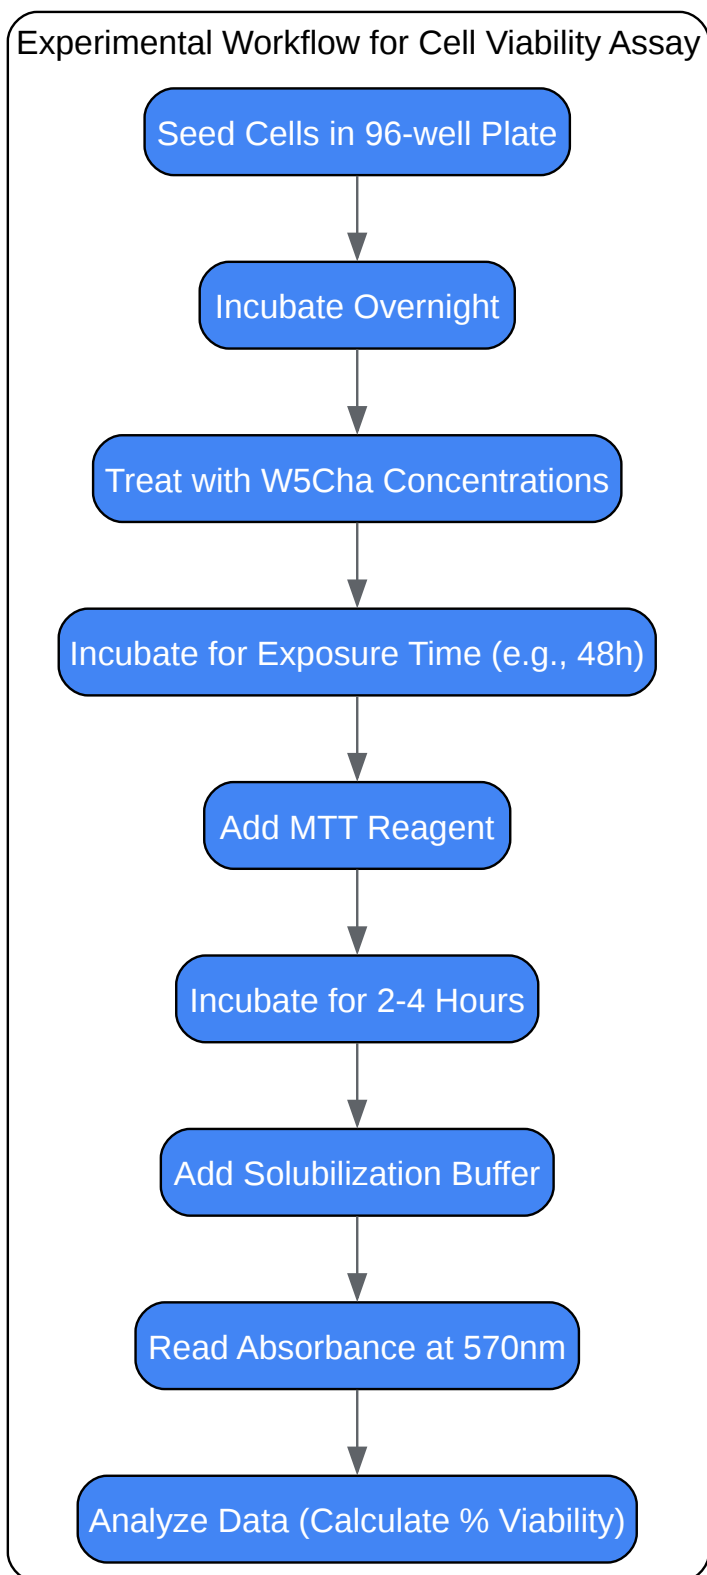 Experimental Workflow for Cell Viability Assay
Seed Cells in 96-well Plate
Incubate Overnight
Treat with W5Cha Concentrations
Incubate for Exposure Time (e.g., 48h)
Add MTT Reagent
Incubate for 2-4 Hours
Add Solubilization Buffer
Read Absorbance at 570nm
Analyze Data (Calculate % Viability)